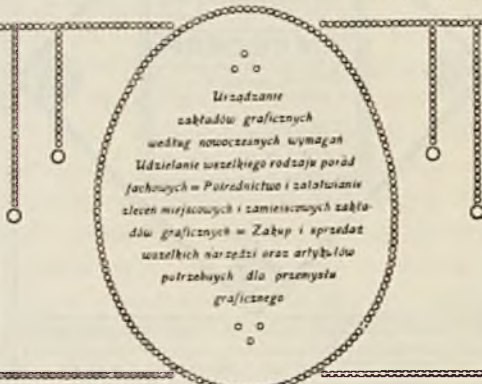 Urządzanie
zakładów graficznych
według nowoczesnych wymagań
Udzielanie wszelkiego rodzaju porad
fachowych = Pośrednictwo i załatwianie
zleceń miejscowych i zamiejscowych zakła-
dów graficznych = Zakup i sprzedaż
wszelkich narzędzi oraz artykułów
potrzebnych dla przemysłu
graficznego